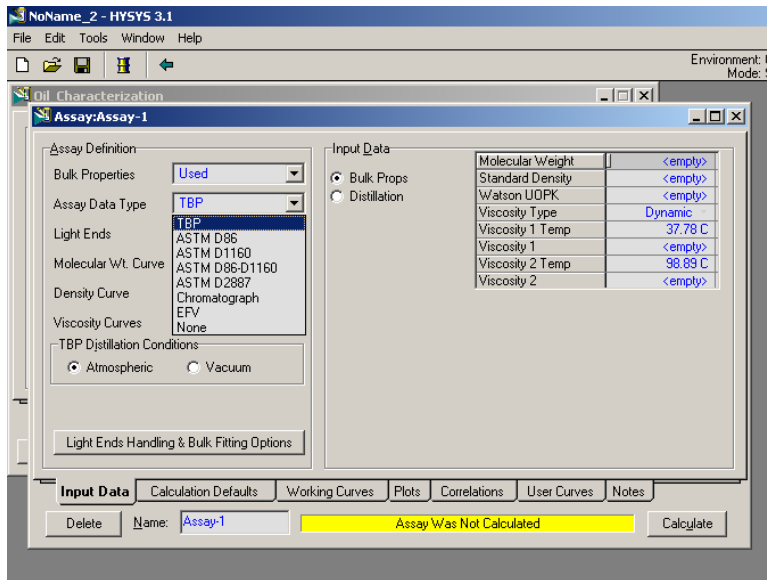 NoName_2 - HYSYS 3.1
File Edit Tools Window Help
Environment:
Mode:
Oil Characterization
Assay:Assay-1
Assay Definition
Bulk Properties Used
Assay Data Type TBP
TBP
ASTM D86
ASTM D1160
ASTM D86-D1160
ASTM D2887
Chromatograph
EFV
None
Light Ends
Molecular Wt. Curve
Density Curve
Viscosity Curves
TBP Distillation Conditions
Atmospheric Vacuum
Light Ends Handling & Bulk Fitting Options
Input Data
Bulk Props
Distillation
Molecular Weight <empty>
Standard Density <empty>
Watson UOPK <empty>
Viscosity Type Dynamic
Viscosity 1 Temp 37.78 C
Viscosity 1 <empty>
Viscosity 2 Temp 98.89 C
Viscosity 2 <empty>
Input Data Calculation Defaults Working Curves Plots Correlations User Curves Notes
Delete Name: Assay-1 Assay Was Not Calculated Calculate